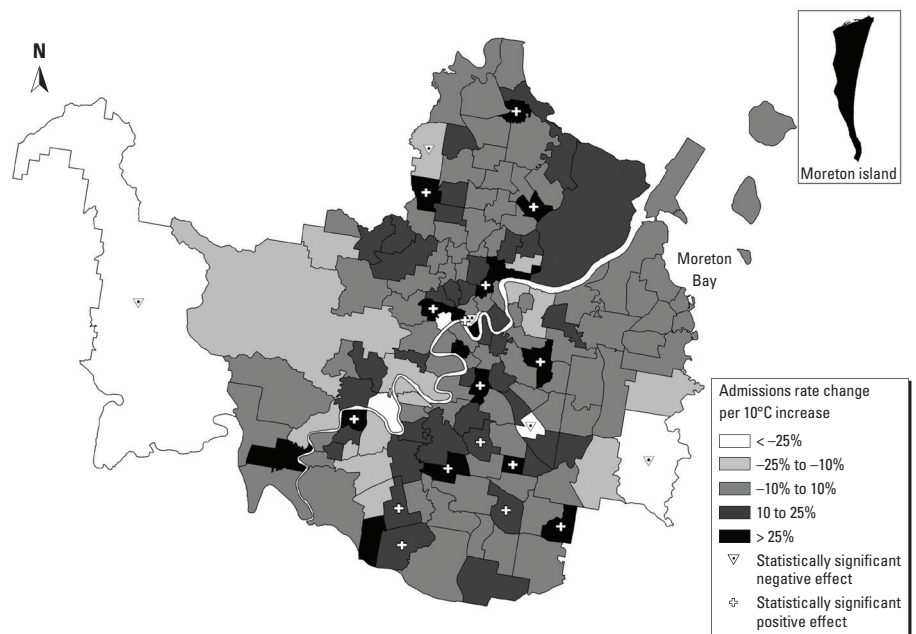 N
Moreton island
Moreton
Bay
Admissions rate change
per 10°C increase
< –25%
–25% to –10%
–10% to 10%
10 to 25%
> 25%
Statistically significant
negative effect
Statistically significant
positive effect